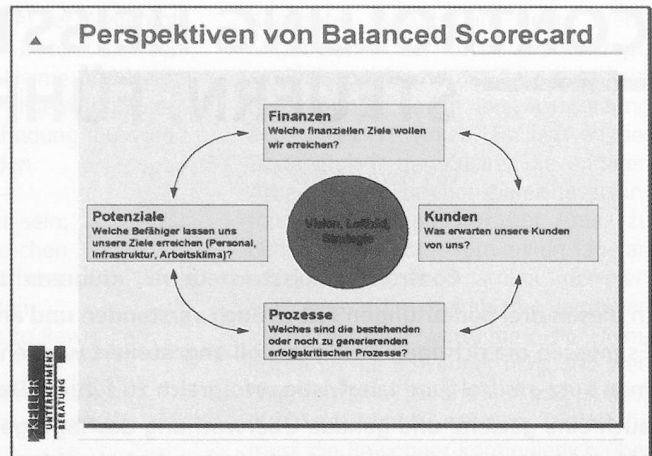 Perspektiven von Balanced Scorecard
Finanzen
Welche finanziellen Ziele wollen
wir erreichen?
Potenziale
Welche Befähiger lassen uns
unsere Ziele erreichen (Personal,
Infrastruktur, Arbeitsklima)?
Vision, Leitbild,
Strategie
Kunden
Was erwarten unsere Kunden
von uns?
Prozesse
Welches sind die bestehenden
oder noch zu generierenden
erfolgskritischen Prozesse?
KELLER
UNTERNEHMENS
BERATUNG